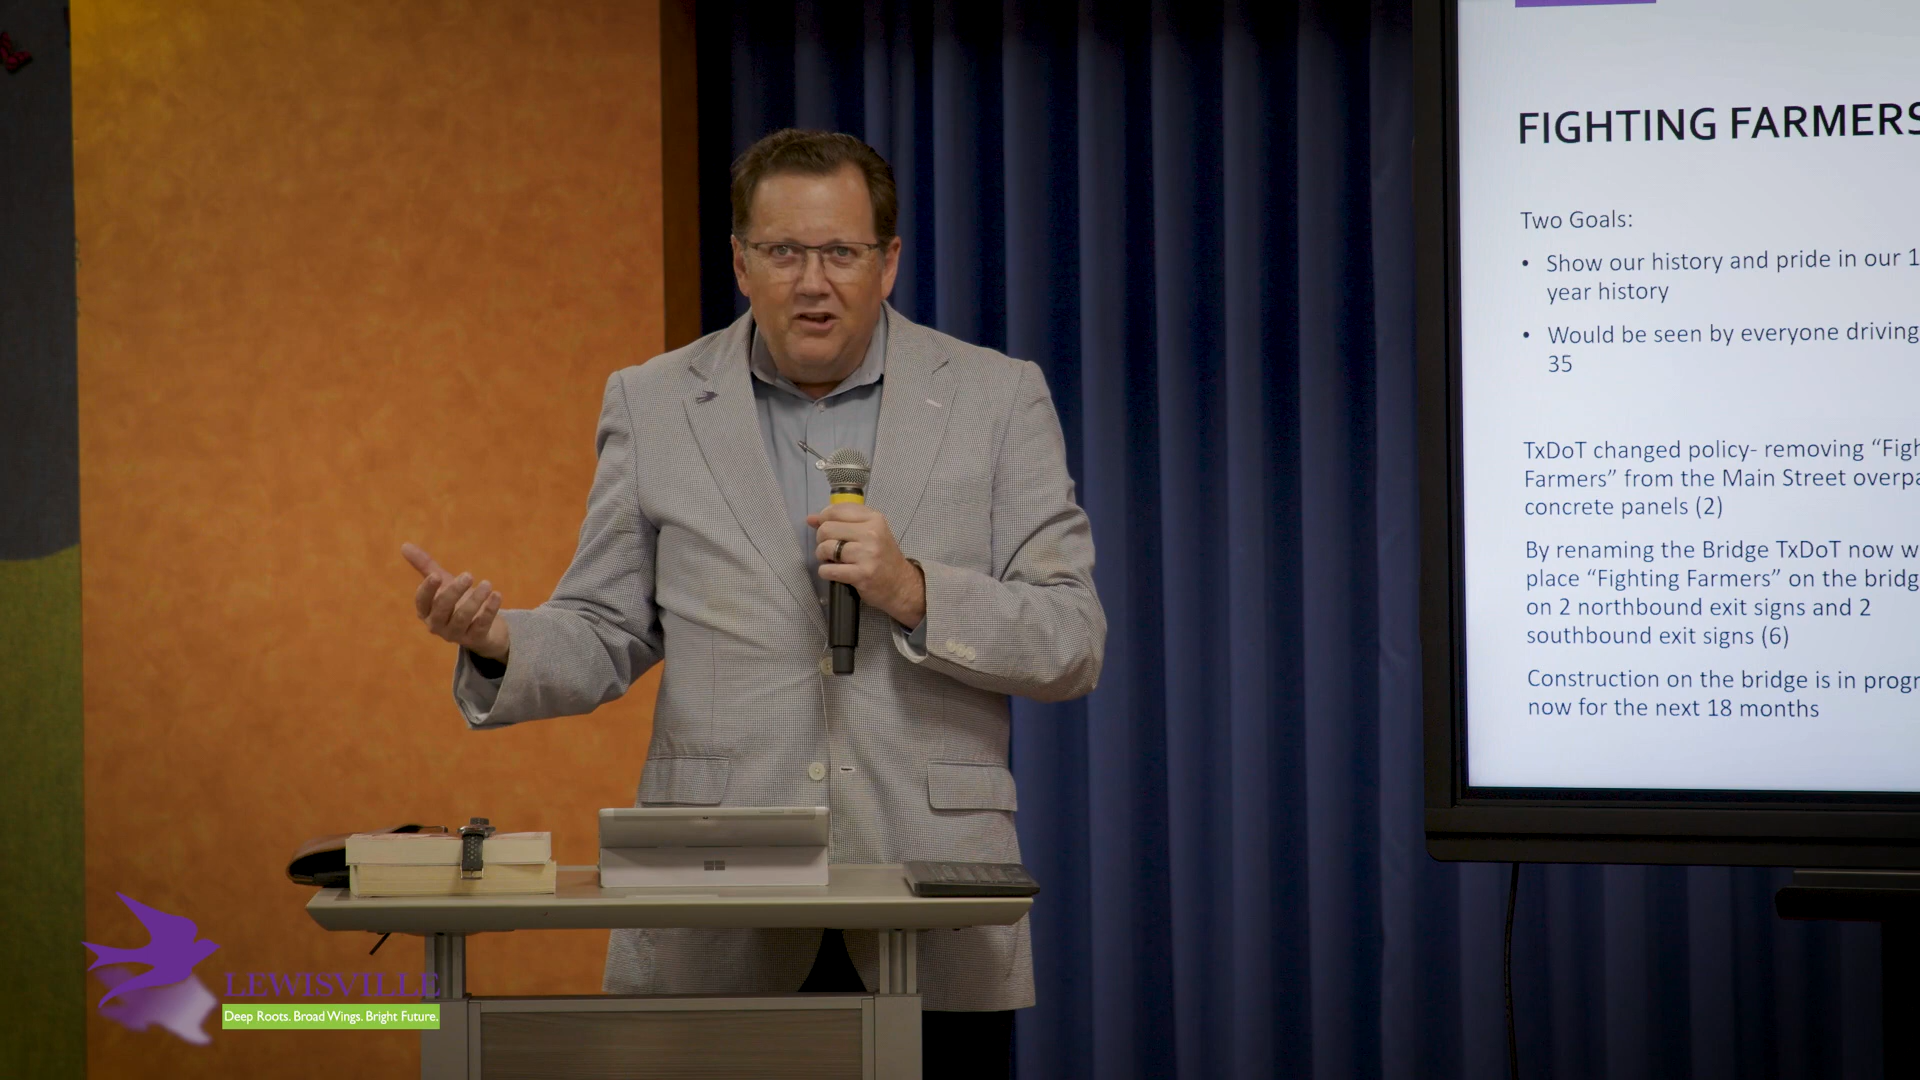 FIGHTING FARMERS
Two Goals:
• Show our history and pride in our 1
year history
• Would be seen by everyone driving
35
TxDoT changed policy- removing “Figh
Farmers” from the Main Street overpa
concrete panels (2)
By renaming the Bridge TxDoT now w
place “Fighting Farmers” on the bridg
on 2 northbound exit signs and 2
southbound exit signs (6)
Construction on the bridge is in progr
now for the next 18 months
LEWISVILLE
Deep Roots. Broad Wings. Bright Future.